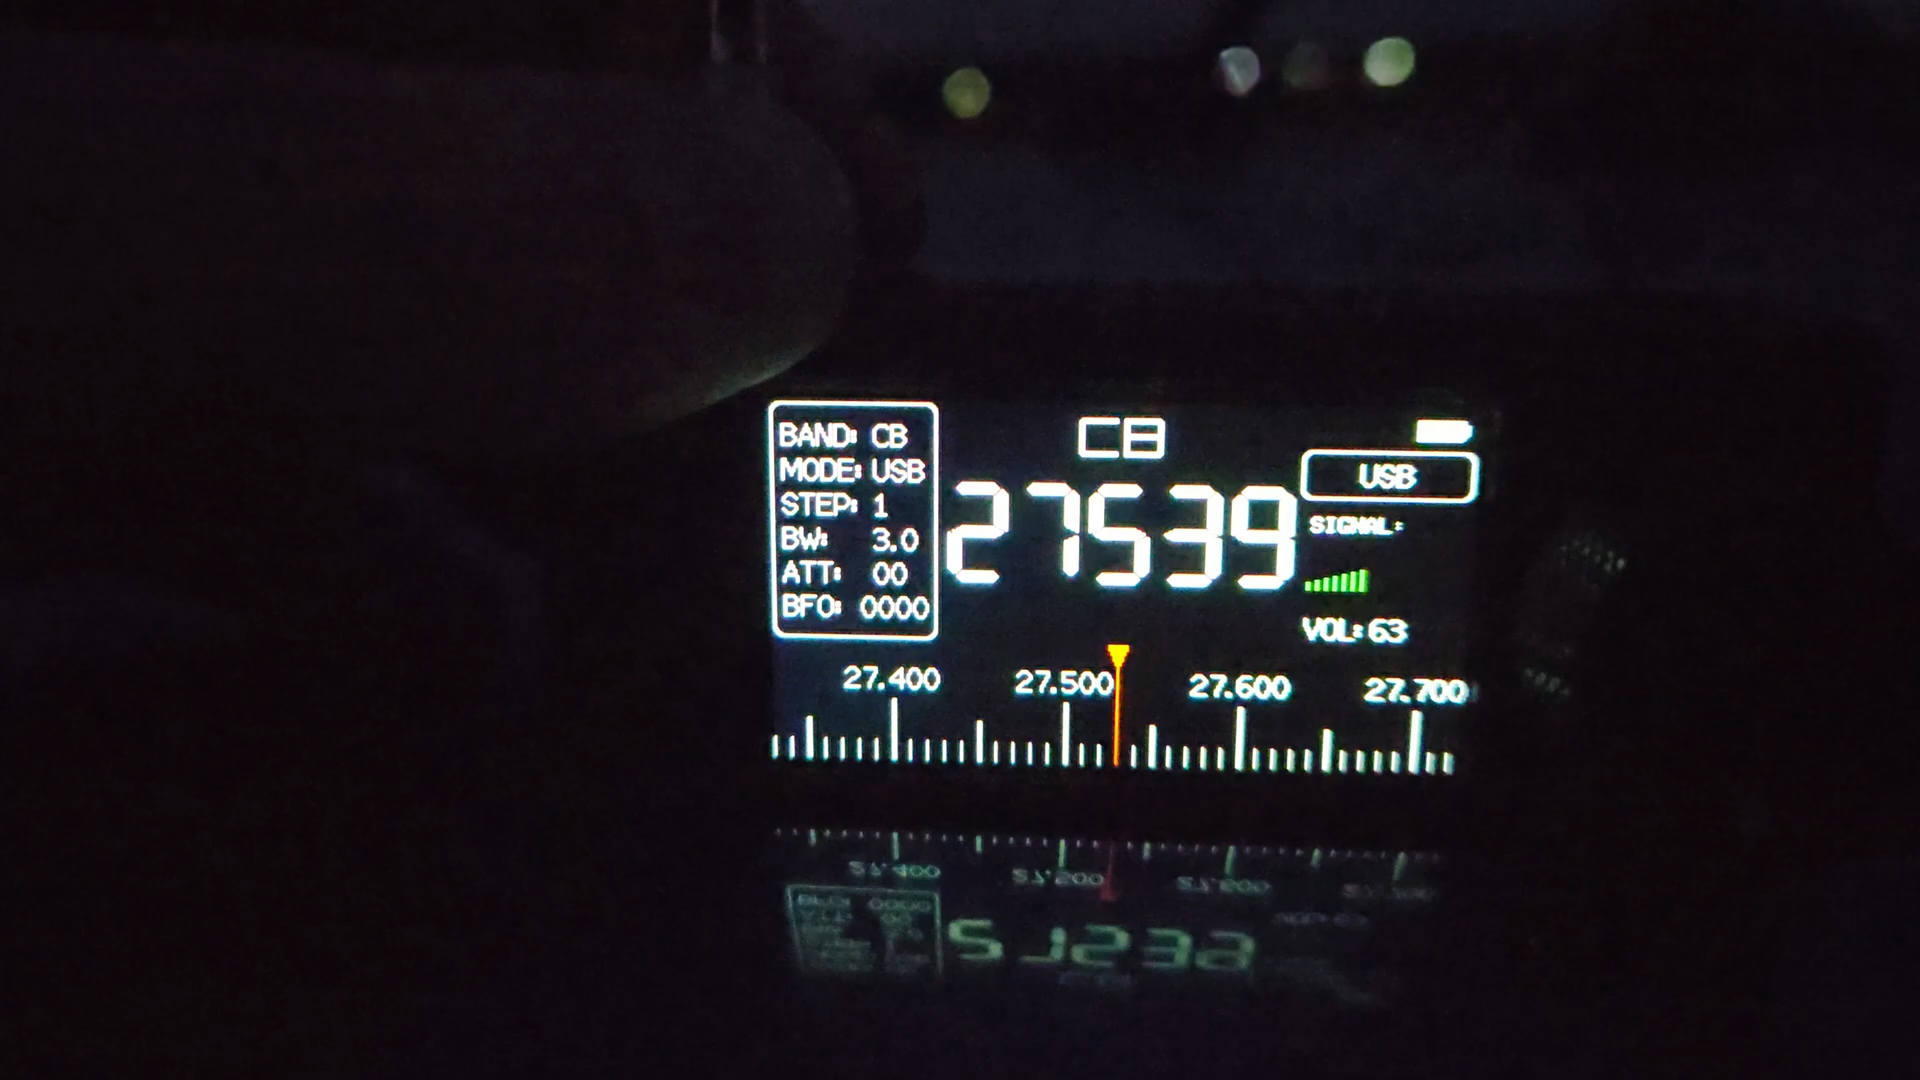 BAND: CB
MODE: USB
STEP: 1
BW: 3.0
ATT: 00
BFO: 0000
CB
27539
USB
SIGNAL:
VOL:63
27.400 27.500 27.600 27.700